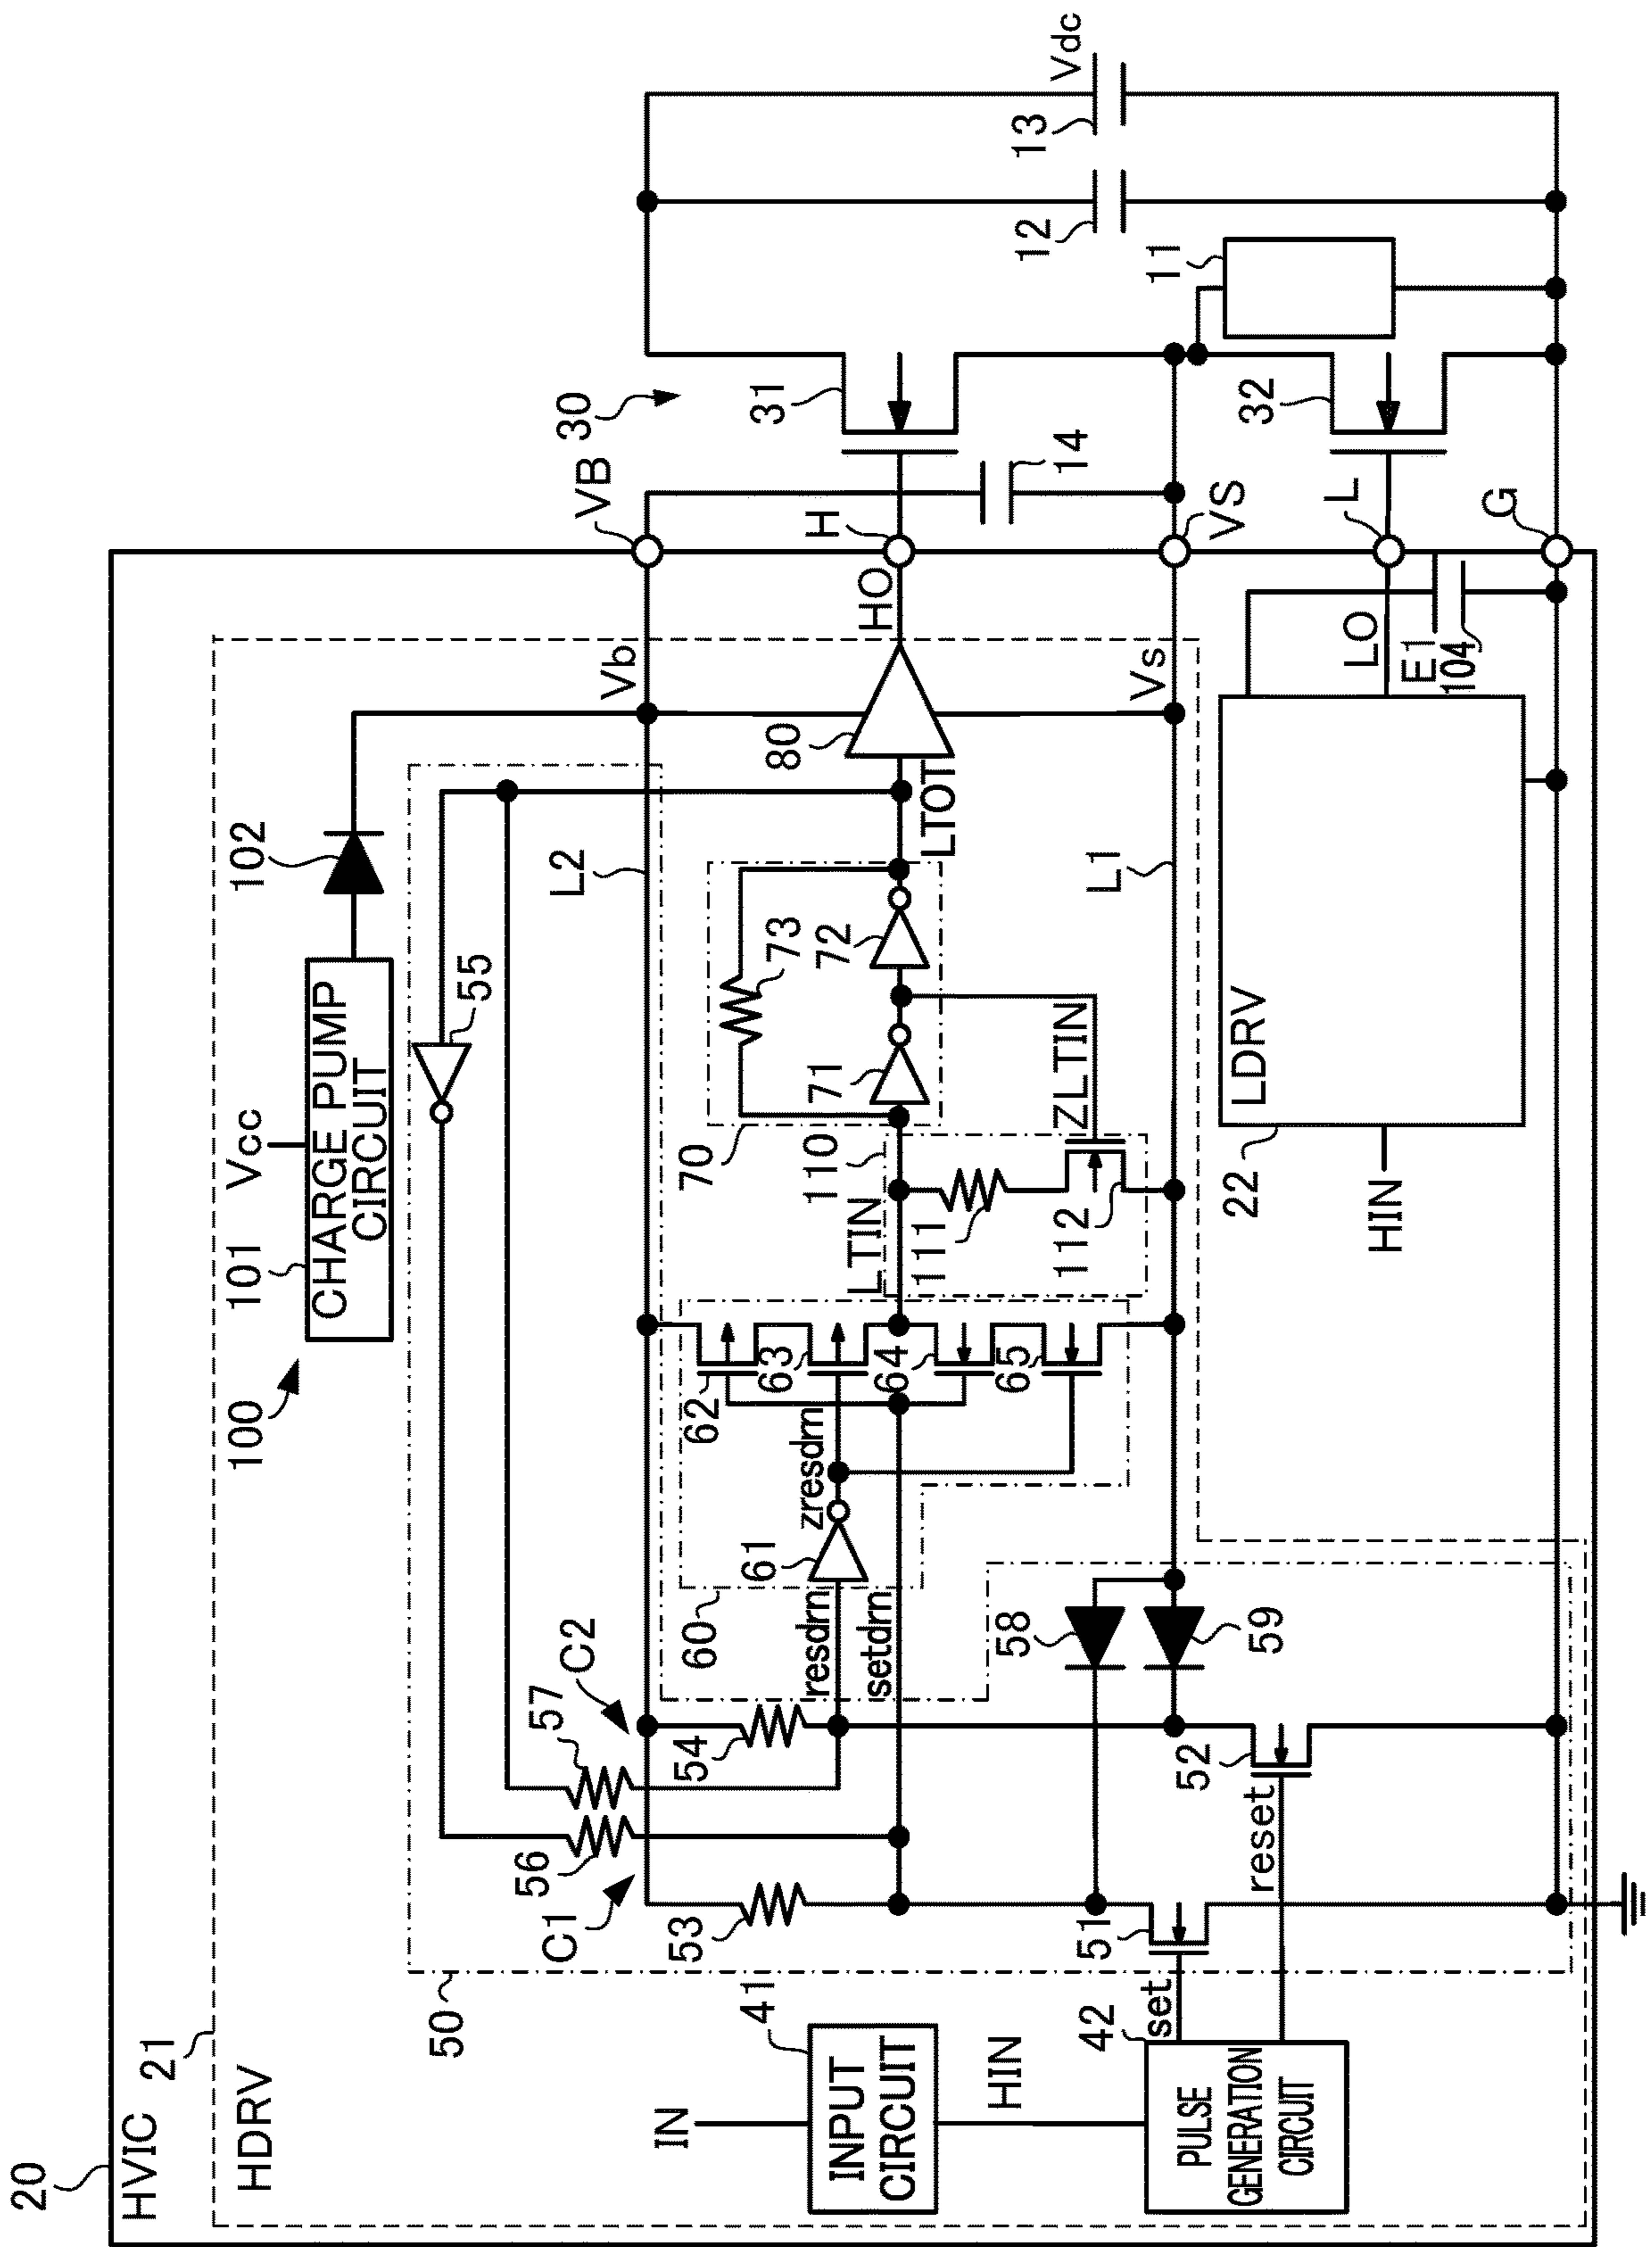 20
HVIC
21
HDRV
100
101
Vcc
CHARGE PUMP
CIRCUIT
102
50
C1
56
57
C2
55
L2
Vb
VB
30
53
54
60
resdrn
setdrn
61
zresdrn
62
63
64
65
LTIN
70
71
72
73
LTOT
80
HO
H
14
31
12
13
Vdc
IN
41
INPUT
CIRCUIT
HIN
42
PULSE
GENERATION
CIRCUIT
set
reset
51
52
58
59
110
111
112
ZLTIN
L1
Vs
VS
11
32
HIN
22
LDRV
LO
L
E1
104
G